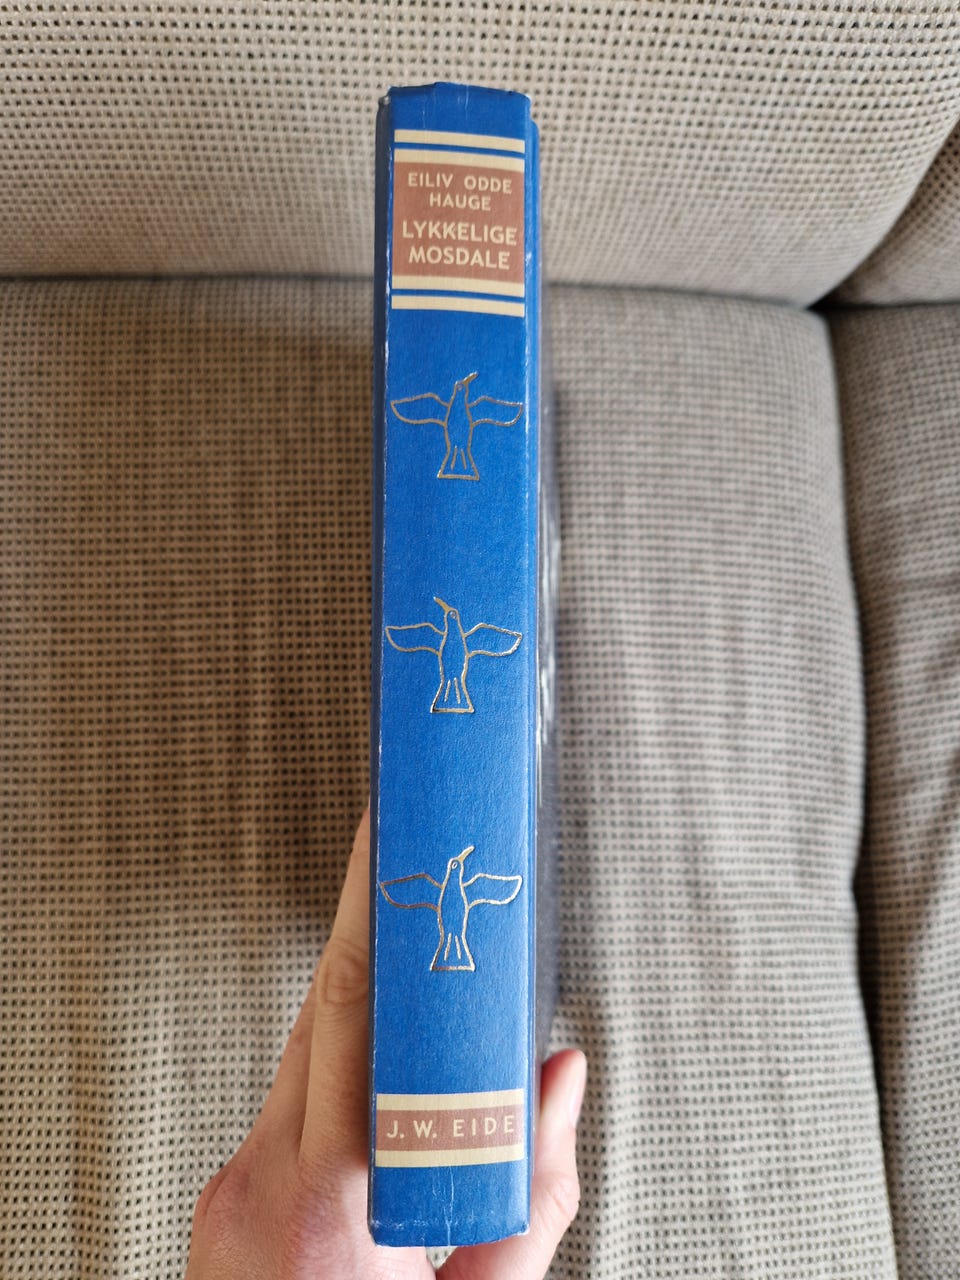 EILIV ODDE
HAUGE
LYKKELIGE
MOSDALE
J. W. EIDE